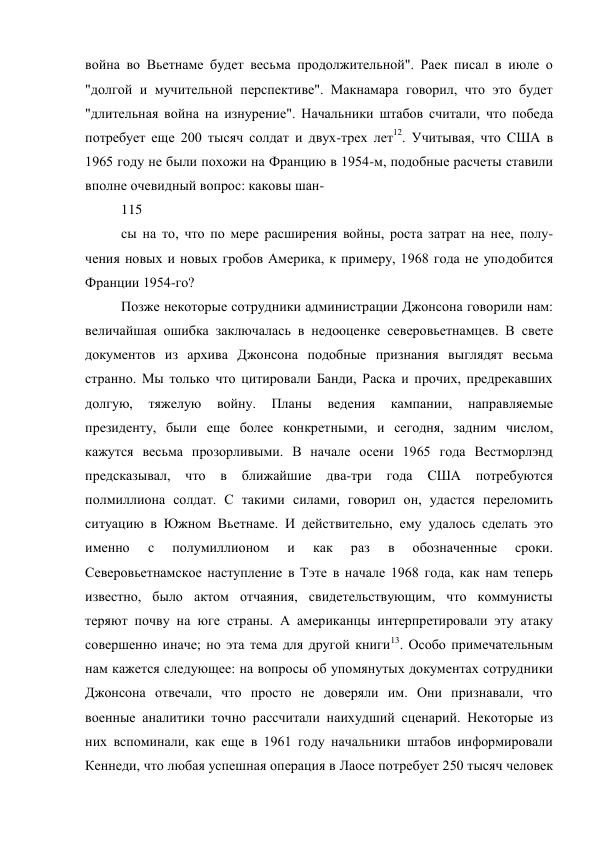 война во Вьетнаме будет весьма продолжительной". Раек писал в июле о
"долгой и мучительной перспективе". Макнамара говорил, что это будет
"длительная война на изнурение". Начальники штабов считали, что победа
потребует еще 200 тысяч солдат и двух-трех лет12. Учитывая, что США в
1965 году не были похожи на Францию в 1954-м, подобные расчеты ставили
вполне очевидный вопрос: каковы шан-
115
сы на то, что по мере расширения войны, роста затрат на нее, полу-
чения новых и новых гробов Америка, к примеру, 1968 года не уподобится
Франции 1954-го?
Позже некоторые сотрудники администрации Джонсона говорили нам:
величайшая ошибка заключалась в недооценке северовьетнамцев. В свете
документов из архива Джонсона подобные признания выглядят весьма
странно. Мы только что цитировали Банди, Раска и прочих, предрекавших
долгую, тяжелую войну. Планы ведения кампании, направляемые
президенту, были еще более конкретными, и сегодня, задним числом,
кажутся весьма прозорливыми. В начале осени 1965 года Вестморлэнд
предсказывал, что в ближайшие два-три года США потребуются
полмиллиона солдат. С такими силами, говорил он, удастся переломить
ситуацию в Южном Вьетнаме. И действительно, ему удалось сделать это
именно с полумиллионом и как раз в обозначенные сроки.
Северовьетнамское наступление в Тэте в начале 1968 года, как нам теперь
известно, было актом отчаяния, свидетельствующим, что коммунисты
теряют почву на юге страны. А американцы интерпретировали эту атаку
совершенно иначе; но эта тема для другой книги13. Особо примечательным
нам кажется следующее: на вопросы об упомянутых документах сотрудники
Джонсона отвечали, что просто не доверяли им. Они признавали, что
военные аналитики точно рассчитали наихудший сценарий. Некоторые из
них вспоминали, как еще в 1961 году начальники штабов информировали
Кеннеди, что любая успешная операция в Лаосе потребует 250 тысяч человек